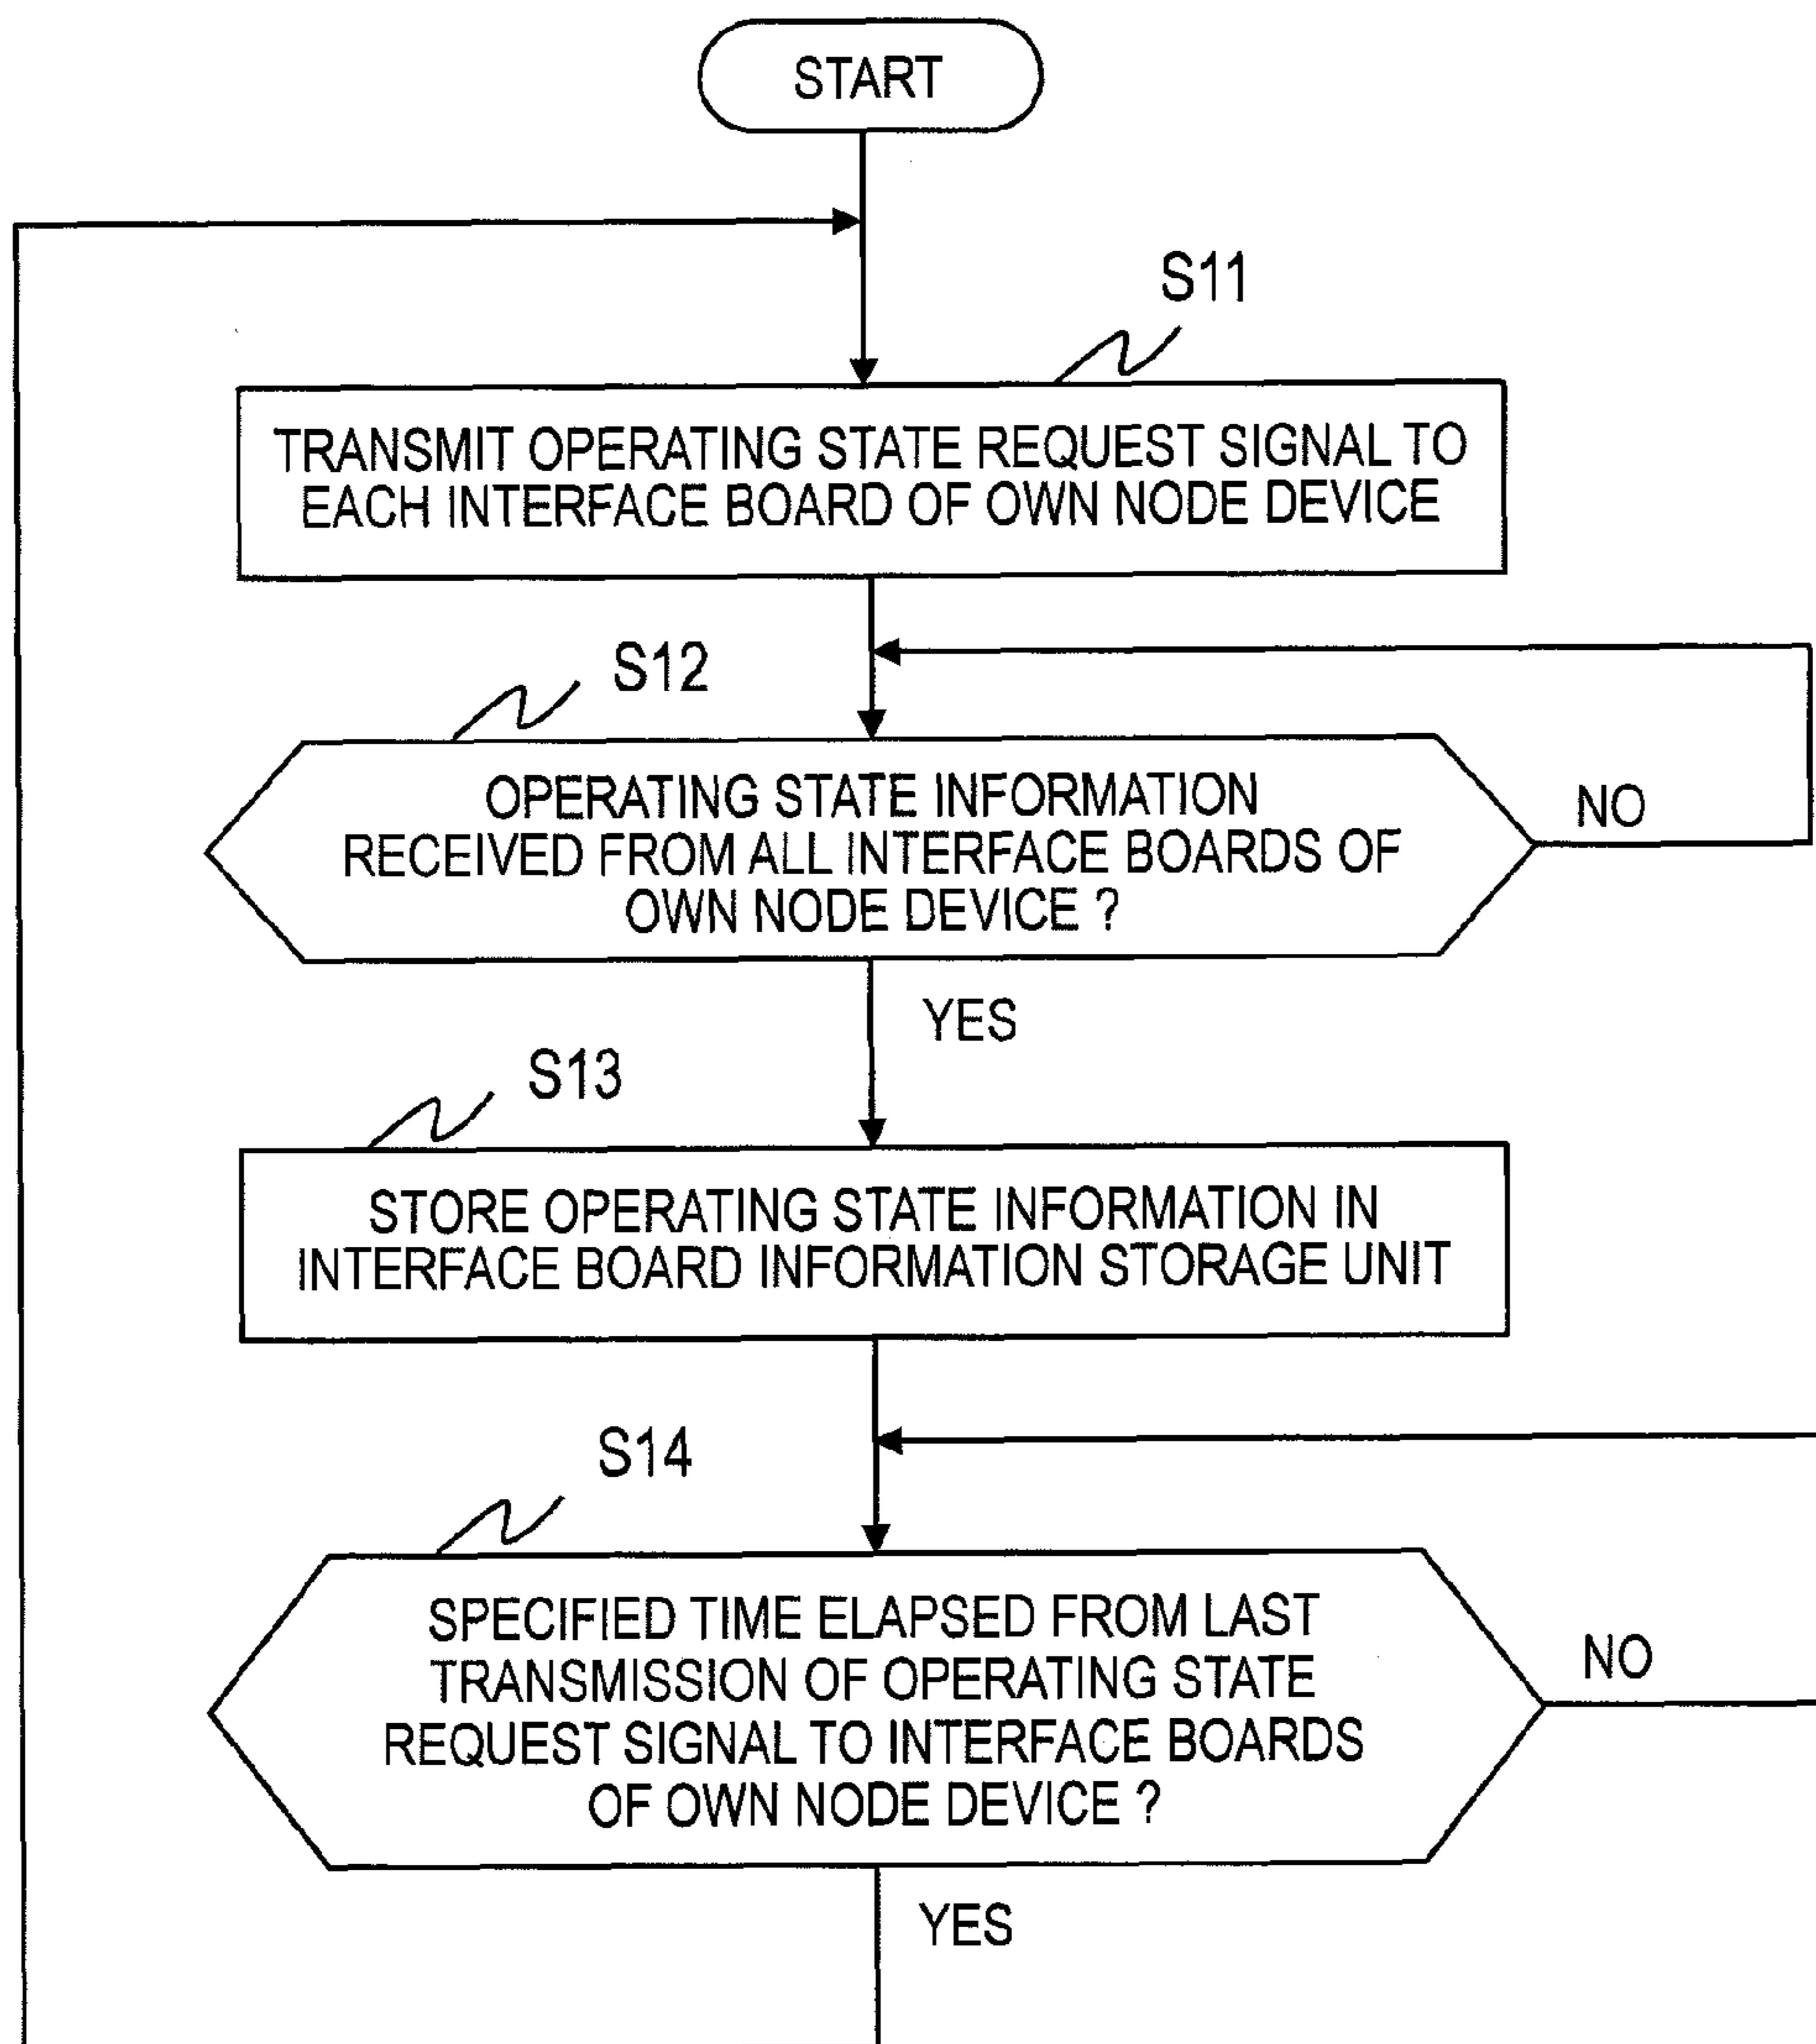 START
S11
TRANSMIT OPERATING STATE REQUEST SIGNAL TO
EACH INTERFACE BOARD OF OWN NODE DEVICE
S12
OPERATING STATE INFORMATION
RECEIVED FROM ALL INTERFACE BOARDS OF
OWN NODE DEVICE ?
NO
YES
S13
STORE OPERATING STATE INFORMATION IN
INTERFACE BOARD INFORMATION STORAGE UNIT
S14
SPECIFIED TIME ELAPSED FROM LAST
TRANSMISSION OF OPERATING STATE
REQUEST SIGNAL TO INTERFACE BOARDS
OF OWN NODE DEVICE ?
NO
YES